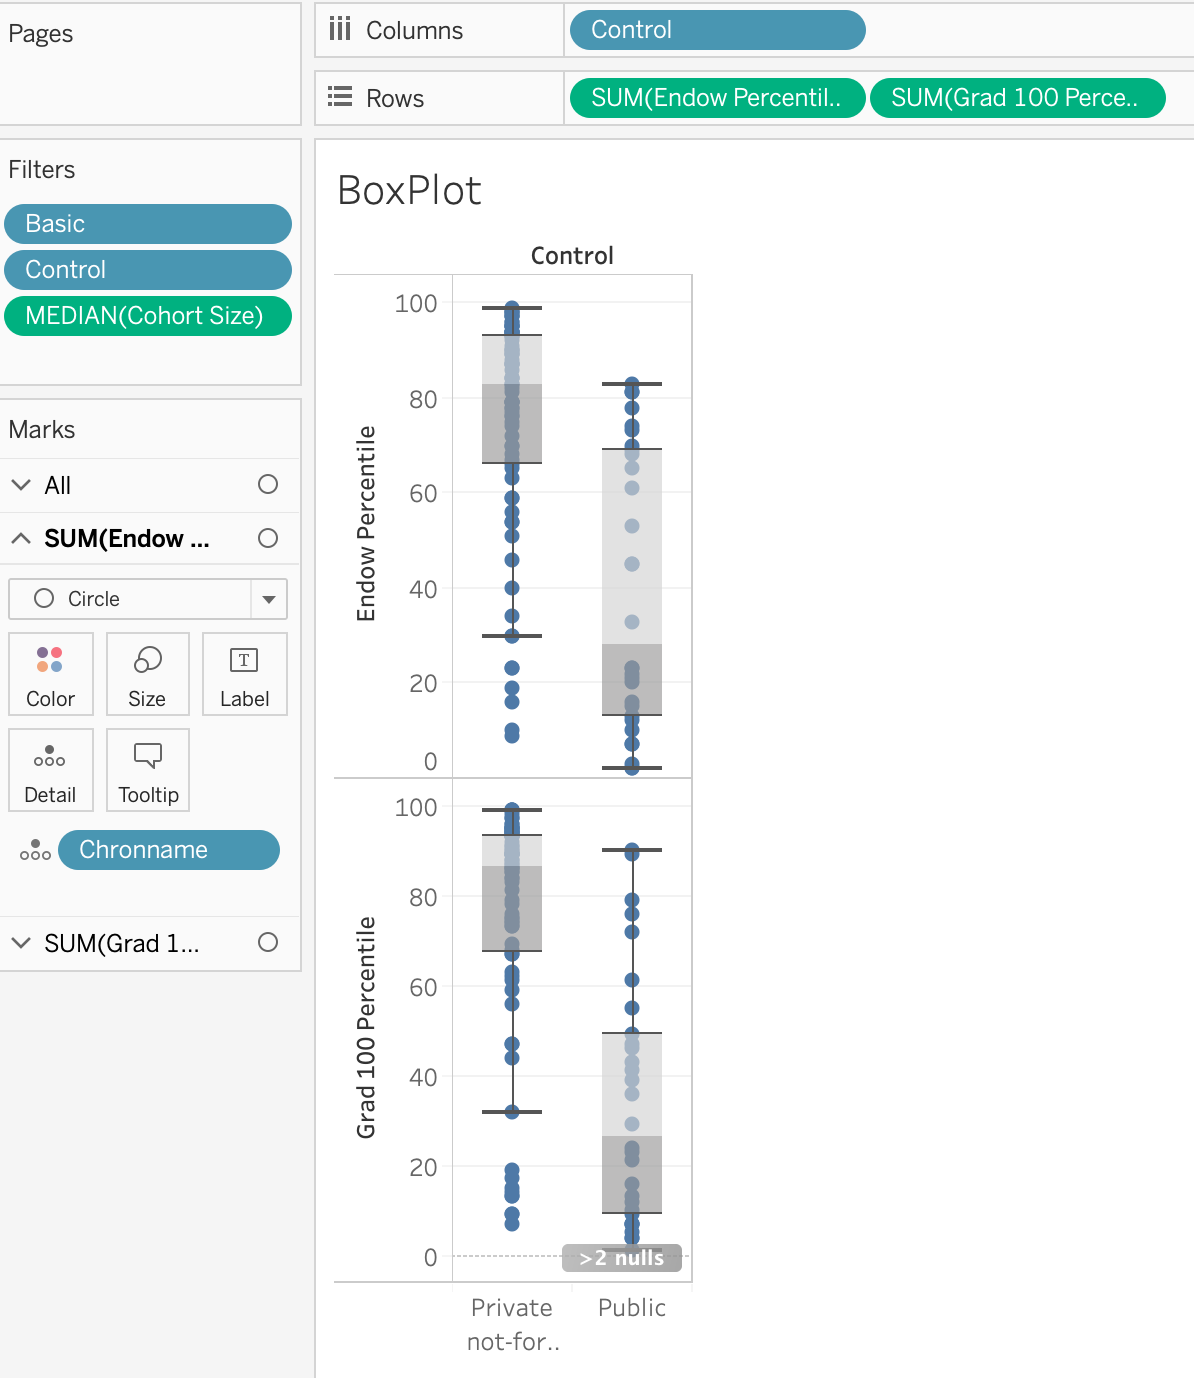 Pages
Columns
Control
Rows
SUM(Endow Percentil..
SUM(Grad 100 Perce..
Filters
Basic
Control
MEDIAN(Cohort Size)
Marks
All
SUM(Endow ...
Circle
Color
Size
T
Label
Detail
Tooltip
Chronname
SUM(Grad 1...
BoxPlot
Control
Endow Percentile
100
80
60
40
20
0
Grad 100 Percentile
100
80
60
40
20
0
>2 nulls
Private
not-for..
Public